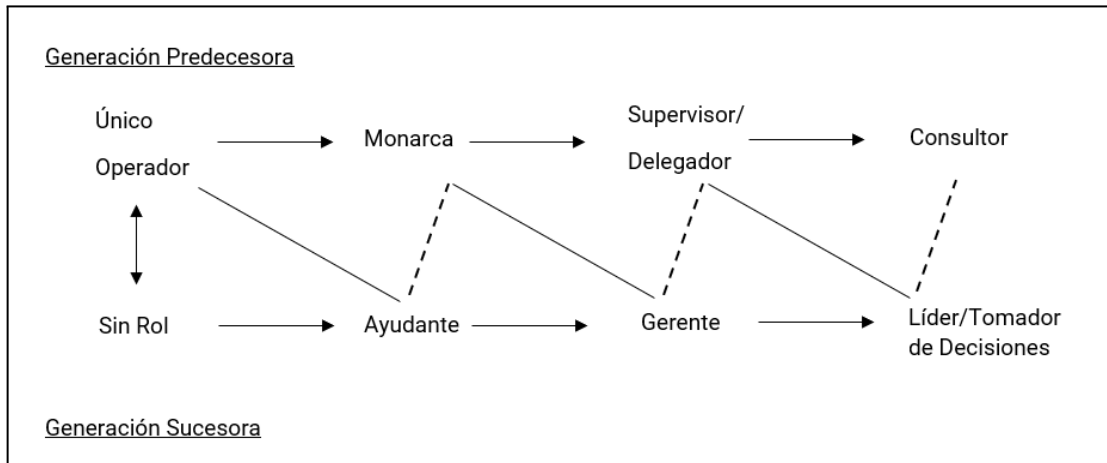 Generación Predecesora
Único
Operador
Monarca
Supervisor/
Delegador
Consultor
Sin Rol
Ayudante
Gerente
Líder/Tomador
de Decisiones
Generación Sucesora